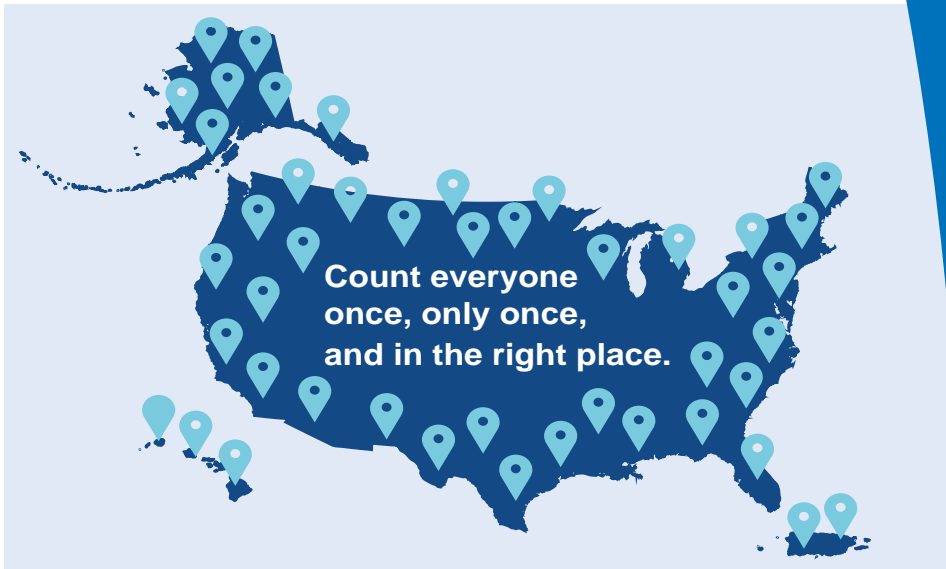 Count everyone
once, only once,
and in the right place.